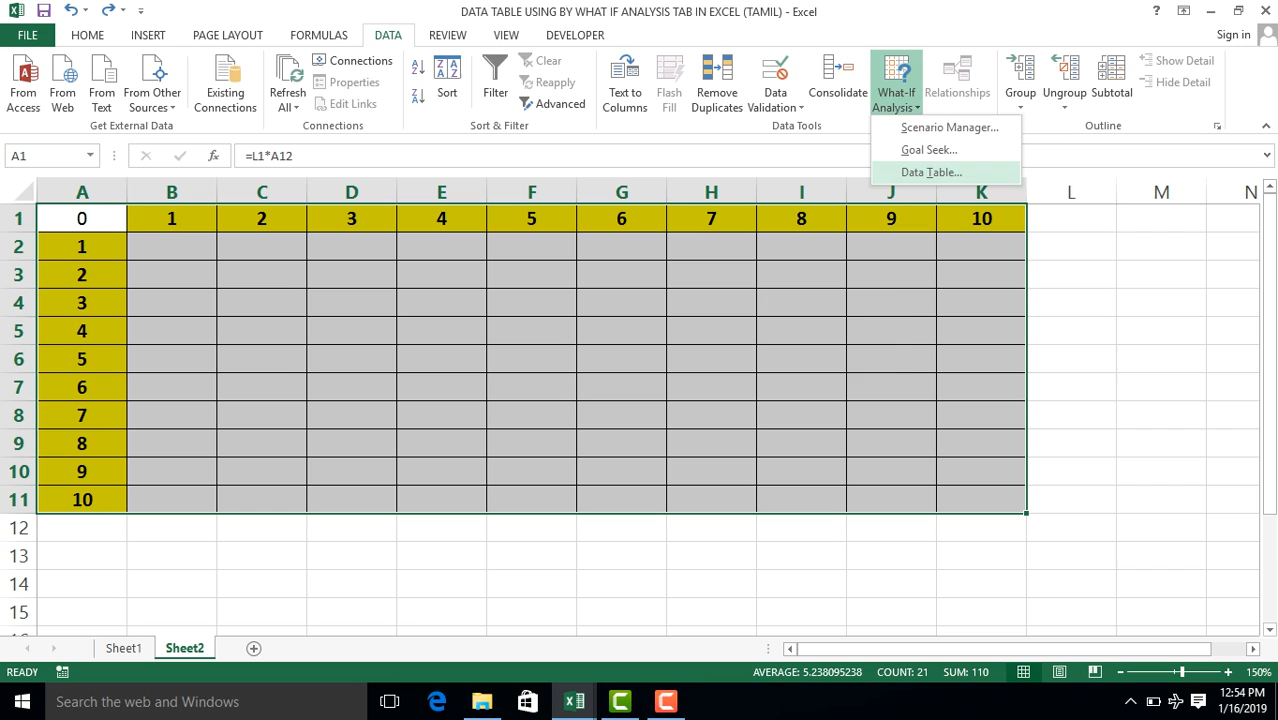 DATA TABLE USING BY WHAT IF ANALYSIS TAB IN EXCEL (TAMIL) - Excel
?
FILE HOME INSERT PAGE LAYOUT FORMULAS DATA REVIEW VIEW DEVELOPER Sign in
From Access
From Web
From Text
From Other Sources
Existing Connections
Get External Data
Refresh All
Connections
Properties
Edit Links
Connections
Sort
Filter
Clear
Reapply
Advanced
Sort & Filter
Text to Columns
Flash Fill
Remove Duplicates
Data Validation
Consolidate
What-If Analysis
Relationships
Data Tools
Group
Ungroup
Subtotal
Show Detail
Hide Detail
Outline
Scenario Manager...
Goal Seek...
Data Table...
A1 fx =L1*A12
A B C D E F G H I J K L M N
1 0 1 2 3 4 5 6 7 8 9 10
2 1
3 2
4 3
5 4
6 5
7 6
8 7
9 8
10 9
11 10
12
13
14
15
Sheet1 Sheet2
READY AVERAGE: 5.238095238 COUNT: 21 SUM: 110 150%
Search the web and Windows
12:54 PM
1/16/2019